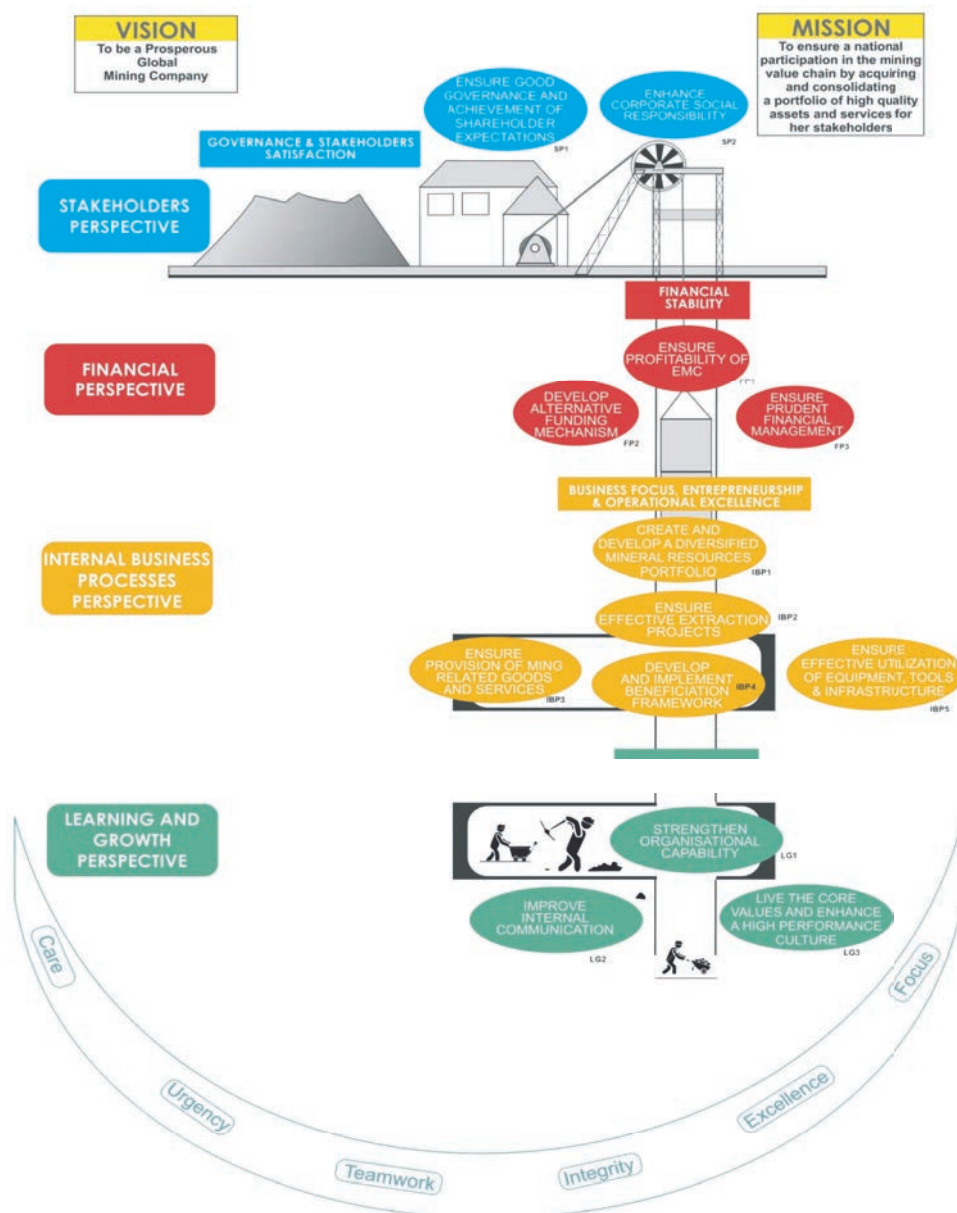 VISION
To be a Prosperous
Global
Mining Company
MISSION
To ensure a national
participation in the mining
value chain by acquiring
and consolidating
a portfolio of high quality
assets and services for
her stakeholders
ENSURE GOOD
GOVERNANCE AND
ACHIEVEMENT OF
SHAREHOLDER
EXPECTATIONS
SP1
ENHANCE
CORPORATE SOCIAL
RESPONSIBILITY
SP2
GOVERNANCE & STAKEHOLDERS
SATISFACTION
STAKEHOLDERS
PERSPECTIVE
FINANCIAL
STABILITY
FINANCIAL
PERSPECTIVE
ENSURE
PROFITABILITY OF
EMC
DEVELOP
ALTERNATIVE
FUNDING
MECHANISM
FP2
ENSURE
PRUDENT
FINANCIAL
MANAGEMENT
FP3
BUSINESS FOCUS, ENTREPRENEURSHIP
& OPERATIONAL EXCELLENCE
INTERNAL BUSINESS
PROCESSES
PERSPECTIVE
CREATE AND
DEVELOP A DIVERSIFIED
MINERAL RESOURCES
PORTFOLIO
IBP1
ENSURE
EFFECTIVE EXTRACTION
PROJECTS
IBP2
ENSURE
PROVISION OF MING
RELATED GOODS
AND SERVICES
IBP3
DEVELOP
AND IMPLEMENT
BENEFICIATION
FRAMEWORK
IBP4
ENSURE
EFFECTIVE UTILIZATION
OF EQUIPMENT, TOOLS
& INFRASTRUCTURE
IBP5
LEARNING AND
GROWTH
PERSPECTIVE
STRENGTHEN
ORGANISATIONAL
CAPABILITY
LG1
IMPROVE
INTERNAL
COMMUNICATION
LG2
LIVE THE CORE
VALUES AND ENHANCE
A HIGH PERFORMANCE
CULTURE
LG3
Care
Urgency
Teamwork
Integrity
Excellence
Focus